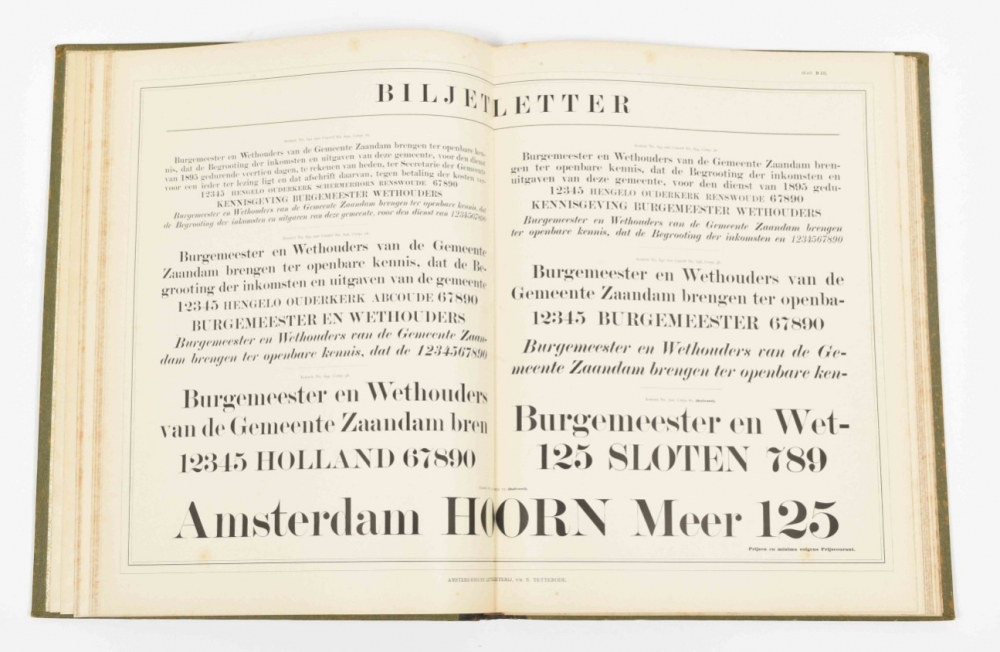 BILJETLETTER
Burgemeester en Wethouders van de Gemeente Zaandam brengen ter openbare ken-
nis, dat de Begrooting der inkomsten en uitgaven van deze gemeente, voor den dienst
van 1895 gedurende veertien dagen, te rekenen van heden, ter Secretarie der Gemeente
voor een ieder ter lezing ligt en dat afschrift daarvan, tegen betaling der kosten
12345 HENGELO OUDERKERK SCHERMERHORN RENSWOUDE 67890
KENNISGEVING BURGEMEESTER WETHOUDERS
Burgemeester en Wethouders van de Gemeente Zaandam brengen ter openbare kennis, dat
de Begrooting der inkomsten en uitgaven van deze gemeente, voor den dienst van 1234567890
Burgemeester en Wethouders van de Gemeente
Zaandam brengen ter openbare kennis, dat de Be-
grooting der inkomsten en uitgaven van de gemeente
12345 HENGELO OUDERKERK ABCOUDE 67890
BURGEMEESTER EN WETHOUDERS
Burgemeester en Wethouders van de Gemeente Zaan-
dam brengen ter openbare kennis, dat de 1234567890
Burgemeester en Wethouders
van de Gemeente Zaandam bren
12345 HOLLAND 67890
Burgemeester en Wethouders van de Gemeente Zaandam bren-
gen ter openbare kennis, dat de Begrooting der inkomsten en
uitgaven van deze gemeente, voor den dienst van 1895 gedu-
12345 HENGELO OUDERKERK RENSWOUDE 67890
KENNISGEVING BURGEMEESTER WETHOUDERS
Burgemeester en Wethouders van de Gemeente Zaandam brengen
ter openbare kennis, dat de Begrooting der inkomsten en 1234567890
Burgemeester en Wethouders van de
Gemeente Zaandam brengen ter openba-
12345 BURGEMEESTER 67890
Burgemeester en Wethouders van de Ge-
meente Zaandam brengen ter openbare ken-
Burgemeester en Wet-
125 SLOTEN 789
Amsterdam HOORN Meer 125
Prijzen en minima volgens Prijscourant.